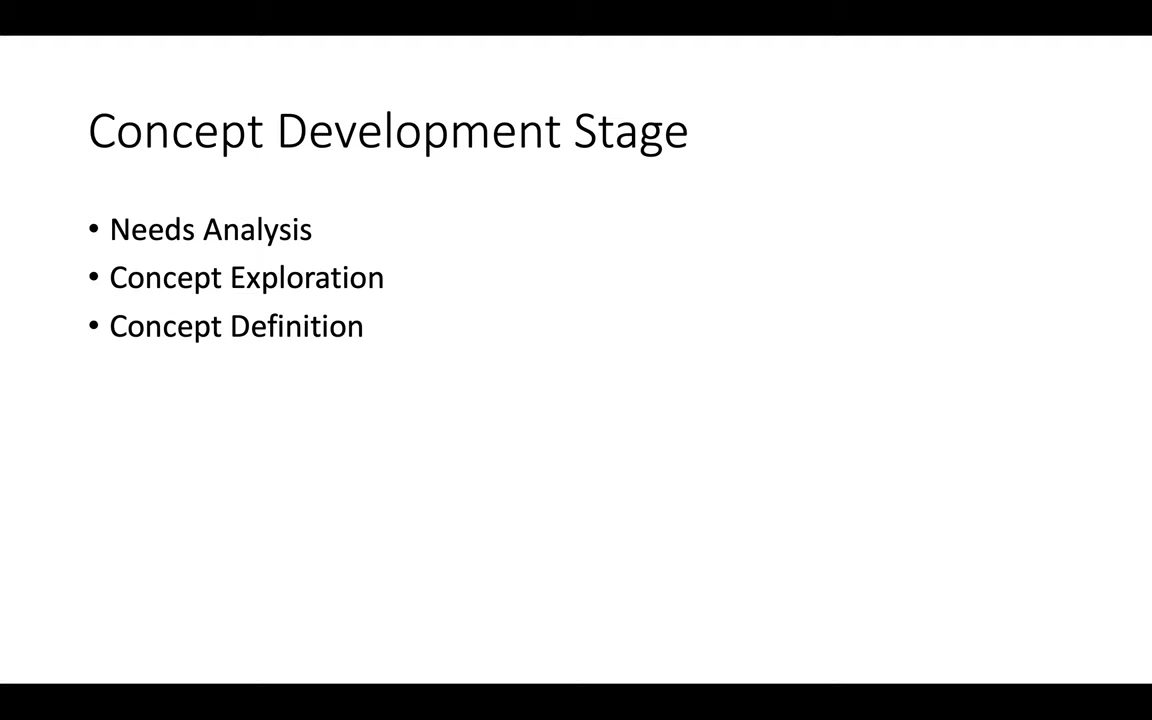 Concept Development Stage
• Needs Analysis
• Concept Exploration
• Concept Definition